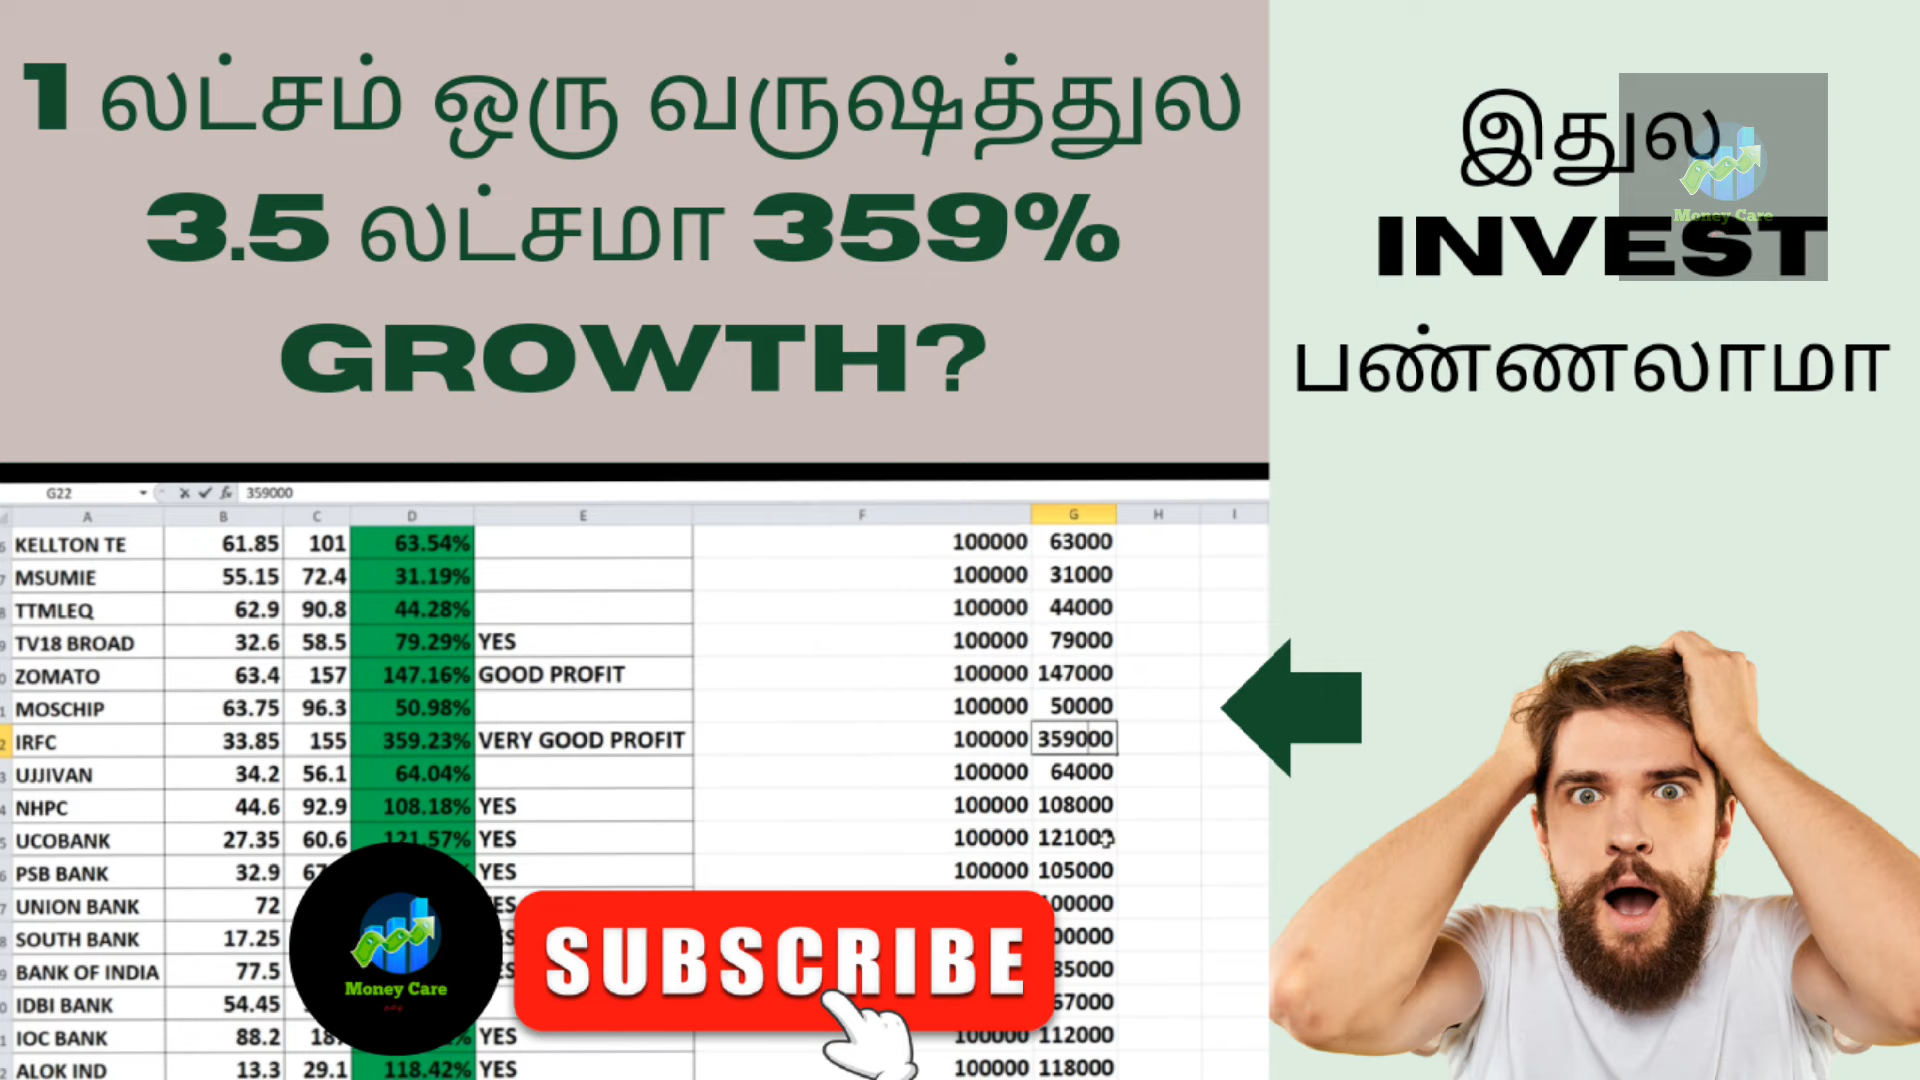 1 லட்சம் ஒரு வருஷத்துல
3.5 லட்சமா 359%
GROWTH?
இதுல
INVEST
பண்ணலாமா
Money Care
G22 fx 359000
A B C D E F G H I
KELLTON TE 61.85 101 63.54% 100000 63000
MSUMIE 55.15 72.4 31.19% 100000 31000
TTMLEQ 62.9 90.8 44.28% 100000 44000
TV18 BROAD 32.6 58.5 79.29% YES 100000 79000
ZOMATO 63.4 157 147.16% GOOD PROFIT 100000 147000
MOSCHIP 63.75 96.3 50.98% 100000 50000
IRFC 33.85 155 359.23% VERY GOOD PROFIT 100000 359000
UJJIVAN 34.2 56.1 64.04% 100000 64000
NHPC 44.6 92.9 108.18% YES 100000 108000
UCOBANK 27.35 60.6 121.57% YES 100000 121000
PSB BANK 32.9 YES 100000 105000
UNION BANK 72
SOUTH BANK 17.25
BANK OF INDIA 77.5
IDBI BANK 54.45
IOC BANK 88.2 YES 100000 112000
ALOK IND 13.3 29.1 118.42% YES 100000 118000
Money Care
SUBSCRIBE